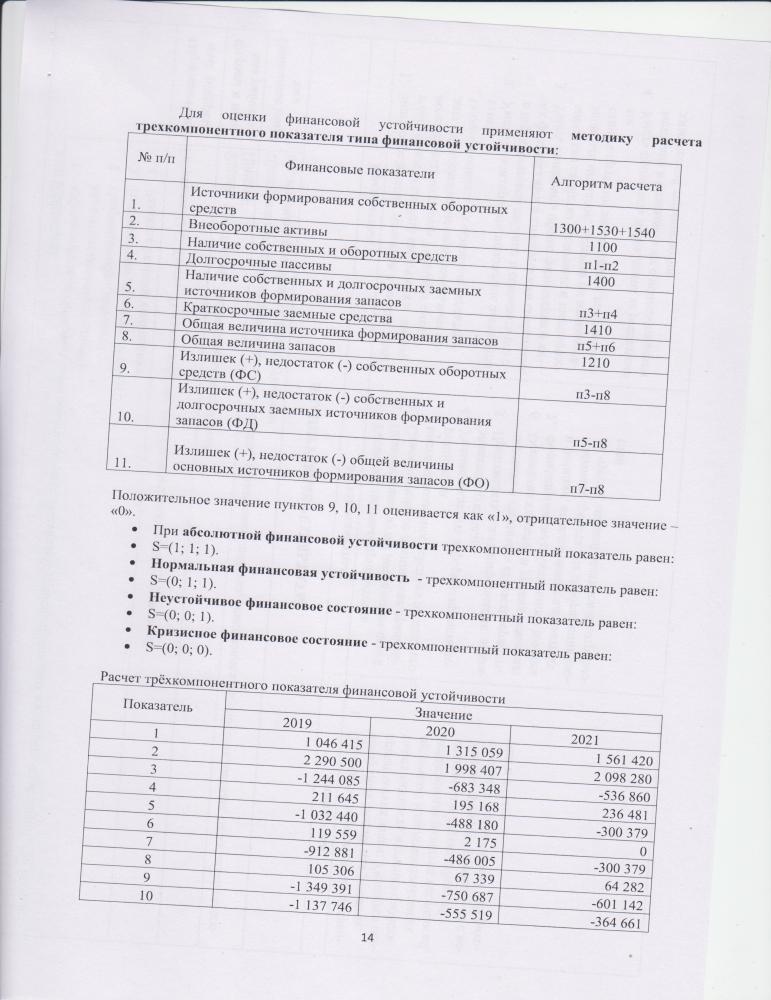 Для оценки финансовой устойчивости применяют методику расчета
трехкомпонентного показателя типа финансовой устойчивости:
№ п/п Финансовые показатели Алгоритм расчета
1. Источники формирования собственных оборотных
средств 1300+1530+1540
2. Внеоборотные активы 1100
3. Наличие собственных и оборотных средств п1-п2
4. Долгосрочные пассивы 1400
5. Наличие собственных и долгосрочных заемных
источников формирования запасов п3+п4
6. Краткосрочные заемные средства 1410
7. Общая величина источника формирования запасов п5+п6
8. Общая величина запасов 1210
9. Излишек (+), недостаток (-) собственных оборотных
средств (ФС) п3-п8
10. Излишек (+), недостаток (-) собственных и
долгосрочных заемных источников формирования
запасов (ФД) п5-п8
11. Излишек (+), недостаток (-) общей величины
основных источников формирования запасов (ФО) п7-п8
Положительное значение пунктов 9, 10, 11 оценивается как «1», отрицательное значение –
«0».
• При абсолютной финансовой устойчивости трехкомпонентный показатель равен:
• S=(1; 1; 1).
• Нормальная финансовая устойчивость - трехкомпонентный показатель равен:
• S=(0; 1; 1).
• Неустойчивое финансовое состояние - трехкомпонентный показатель равен:
• S=(0; 0; 1).
• Кризисное финансовое состояние - трехкомпонентный показатель равен:
• S=(0; 0; 0).
Расчет трёхкомпонентного показателя финансовой устойчивости
Показатель Значение
2019 2020 2021
1 1 046 415 1 315 059 1 561 420
2 2 290 500 1 998 407 2 098 280
3 -1 244 085 -683 348 -536 860
4 211 645 195 168 236 481
5 -1 032 440 -488 180 -300 379
6 119 559 2 175 0
7 -912 881 -486 005 -300 379
8 105 306 67 339 64 282
9 -1 349 391 -750 687 -601 142
10 -1 137 746 -555 519 -364 661
14